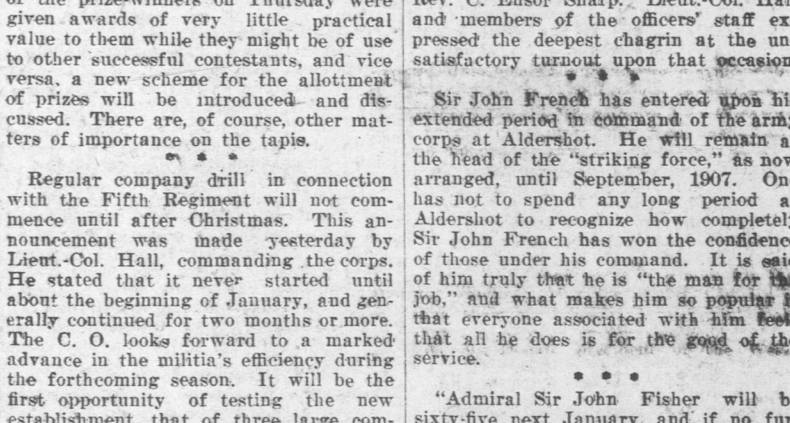 of the prize-winners on Thursday were
given awards of very little practical
value to them while they might be of use
to other successful contestants, and vice
versa, a new scheme for the allottment
of prizes will be introduced and dis-
cussed. There are, of course, other mat-
ters of importance on the tapis.
* * *
Regular company drill in connection
with the Fifth Regiment will not com-
mence until after Christmas. This an-
nouncement was made yesterday by
Lieut.-Col. Hall, commanding the corps.
He stated that it never started until
about the beginning of January, and gen-
erally continued for two months or more.
The C. O. looks forward to a marked
advance in the militia's efficiency during
the forthcoming season. It will be the
first opportunity of testing the new
establishment, that of three large com-
Rev. C. Ensor Sharp. Lieut.-Col. Hall
and members of the officers' staff ex
pressed the deepest chagrin at the un
satisfactory turnout upon that occasion
* * *
Sir John French has entered upon hi
extended period in command of the army
corps at Aldershot. He will remain a
the head of the "striking force," as now
arranged, until September, 1907. On
has not to spend any long period a
Aldershot to recognize how completely
Sir John French has won the confidence
of those under his command. It is said
of him truly that he is "the man for the
job," and what makes him so popular i
that everyone associated with him feel
that all he does is for the good of the
service.
* * *
"Admiral Sir John Fisher will b
sixty-five next January, and if no fur